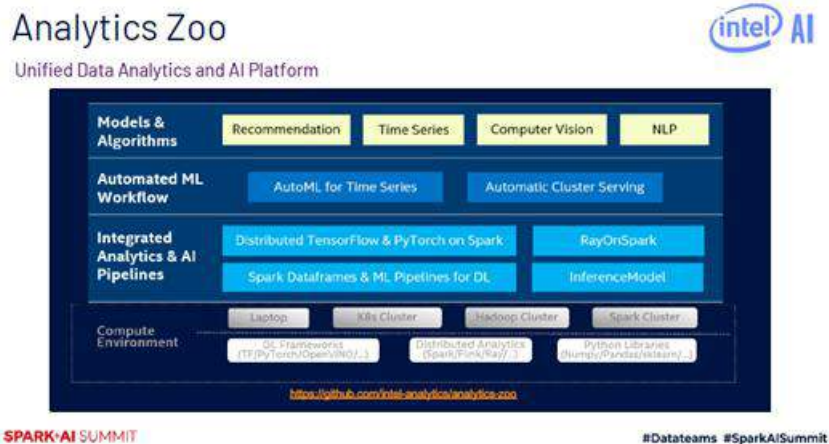 Analytics Zoo
intel AI
Unified Data Analytics and AI Platform
Models &
Algorithms
Recommendation
Time Series
Computer Vision
NLP
Automated ML
Workflow
AutoML for Time Series
Automatic Cluster Serving
Integrated
Analytics & AI
Pipelines
Distributed TensorFlow & PyTorch on Spark
RayOnSpark
Spark Dataframes & ML Pipelines for DL
InferenceModel
Compute
Environment
Laptop
K8s Cluster
Hadoop Cluster
Spark Cluster
DL Frameworks
(TF/PyTorch/OpenVINO/...)
Distributed Analytics
(Spark/Flink/Ray/...)
Python Libraries
(Numpy/Pandas/sklearn/...)
https://github.com/intel-analytics/analytics-zoo
SPARK+AI SUMMIT
#Datateams #SparkAISummit